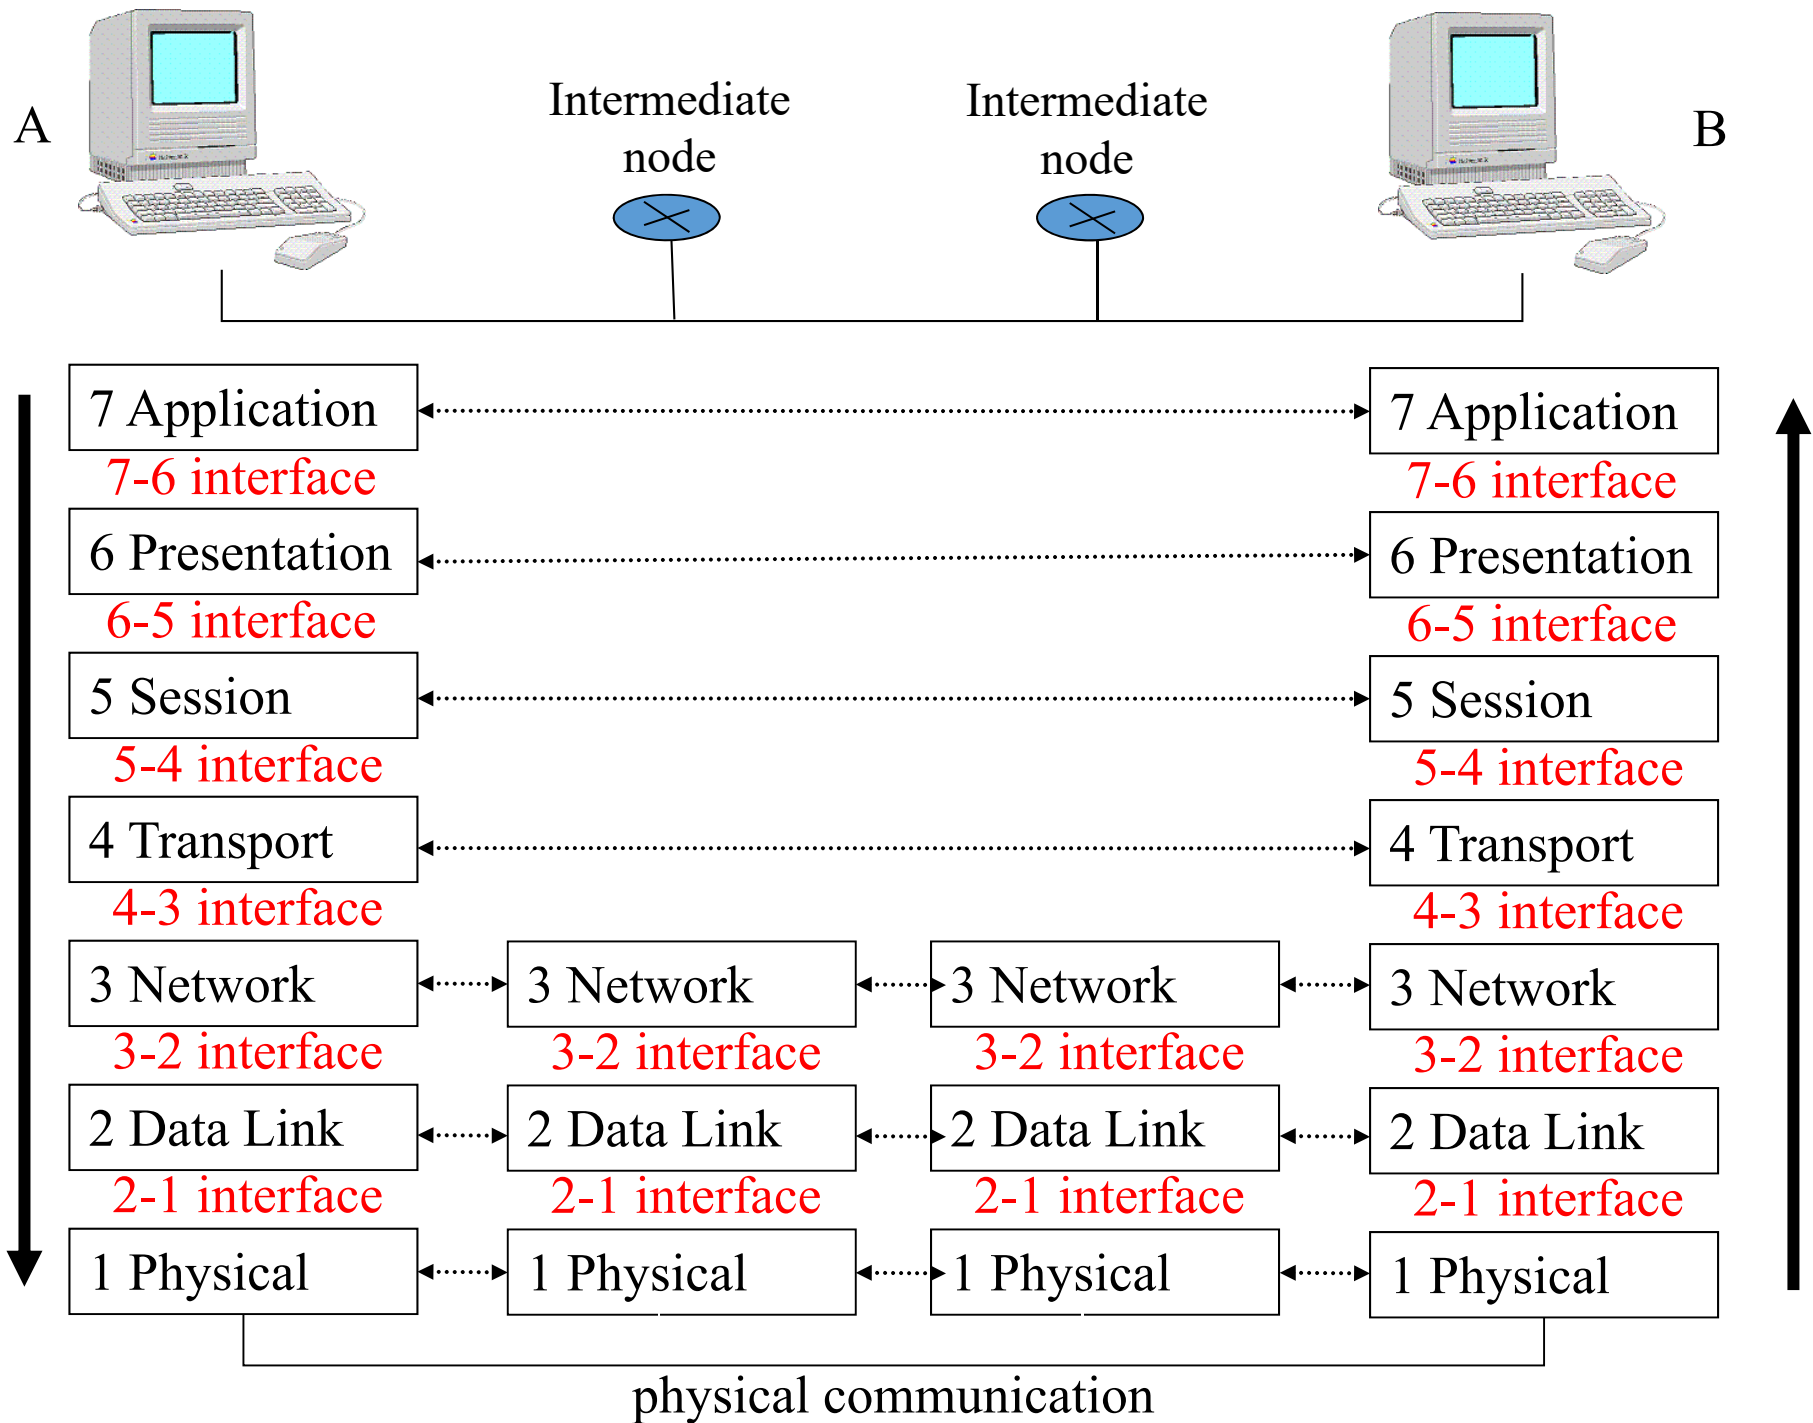 Intermediate
node
Intermediate
node
A
B
7 Application
7 Application
7-6 interface
7-6 interface
6 Presentation
6 Presentation
6-5 interface
6-5 interface
5 Session
5 Session
5-4 interface
5-4 interface
4 Transport
4 Transport
4-3 interface
4-3 interface
3 Network
3 Network
3 Network
3 Network
3-2 interface
3-2 interface
3-2 interface
3-2 interface
2 Data Link
2 Data Link
2 Data Link
2 Data Link
2-1 interface
2-1 interface
2-1 interface
2-1 interface
1 Physical
1 Physical
1 Physical
1 Physical
physical communication